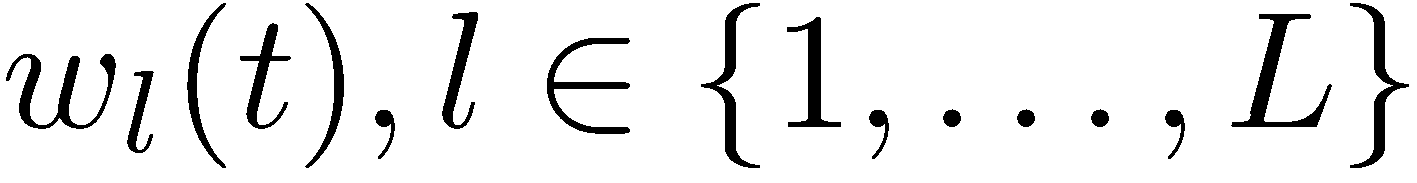 w_l(t), l ∈ {1, . . . , L}